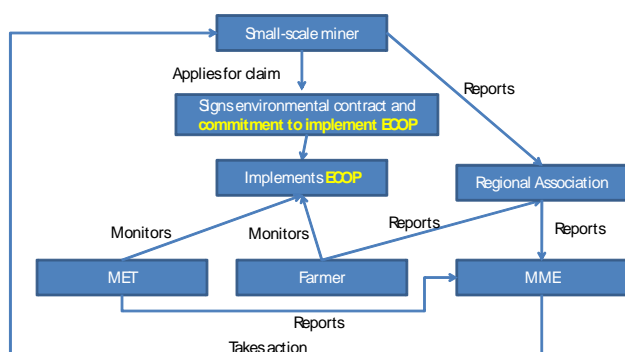 Small-scale miner
Applies for claim
Reports
Signs environmental contract and
commitment to implement ECOP
Implements ECOP
Regional Association
Monitors
Monitors
Reports
Reports
MET
Farmer
MME
Reports
Takes action